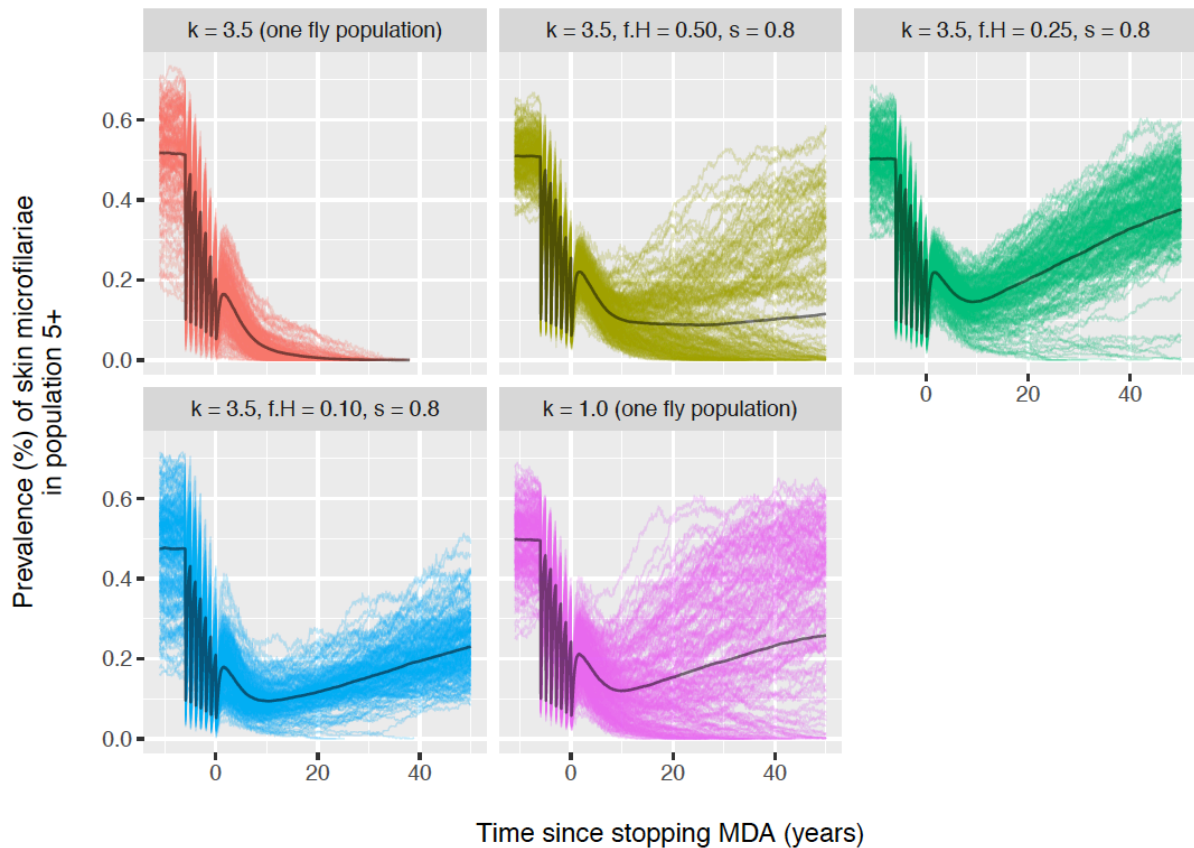 k = 3.5 (one fly population)
k = 3.5, f.H = 0.50, s = 0.8
k = 3.5, f.H = 0.25, s = 0.8
0.6
0.4
0.2
0.0
0
20
40
k = 3.5, f.H = 0.10, s = 0.8
k = 1.0 (one fly population)
0.6
0.4
0.2
0.0
0
20
40
0
20
40
Prevalence (%) of skin microfilariae
in population 5+
Time since stopping MDA (years)